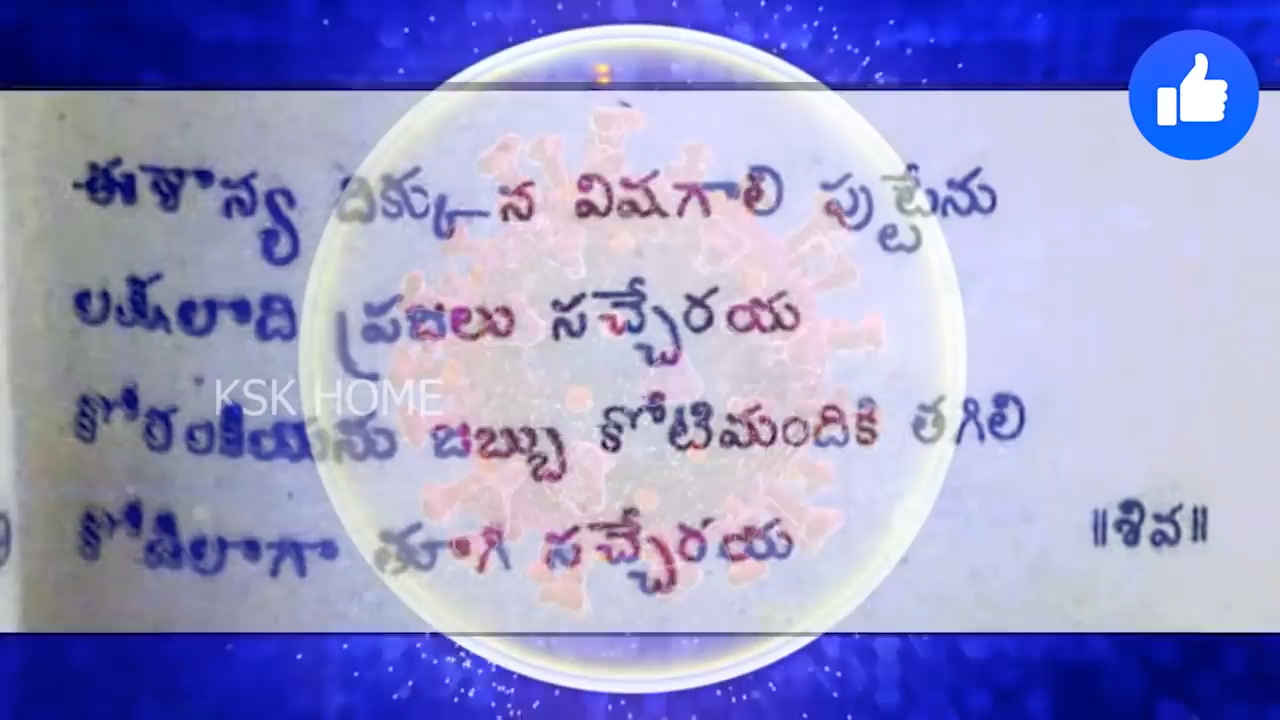 ఈశాన్య దిక్కున విషగాలి పుట్టేను
లక్షలాది ప్రజలు సచ్చేరయ
KSK HOME
కోరంకియను జబ్బు కోటిమందికి తగిలి
కోడిలాగా తూగి సచ్చేరయ ॥శివ॥